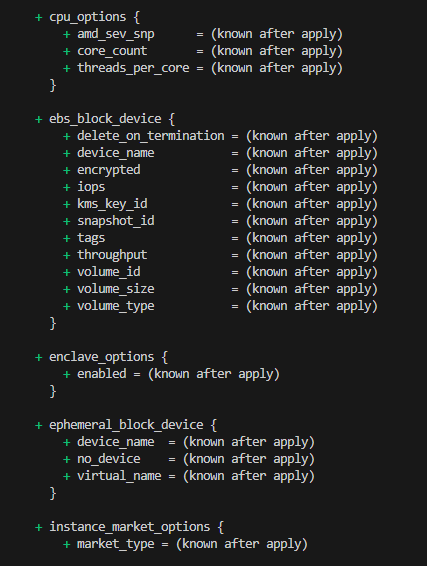 + cpu_options {
+ amd_sev_snp = (known after apply)
+ core_count = (known after apply)
+ threads_per_core = (known after apply)
}
+ ebs_block_device {
+ delete_on_termination = (known after apply)
+ device_name = (known after apply)
+ encrypted = (known after apply)
+ iops = (known after apply)
+ kms_key_id = (known after apply)
+ snapshot_id = (known after apply)
+ tags = (known after apply)
+ throughput = (known after apply)
+ volume_id = (known after apply)
+ volume_size = (known after apply)
+ volume_type = (known after apply)
}
+ enclave_options {
+ enabled = (known after apply)
}
+ ephemeral_block_device {
+ device_name = (known after apply)
+ no_device = (known after apply)
+ virtual_name = (known after apply)
}
+ instance_market_options {
+ market_type = (known after apply)